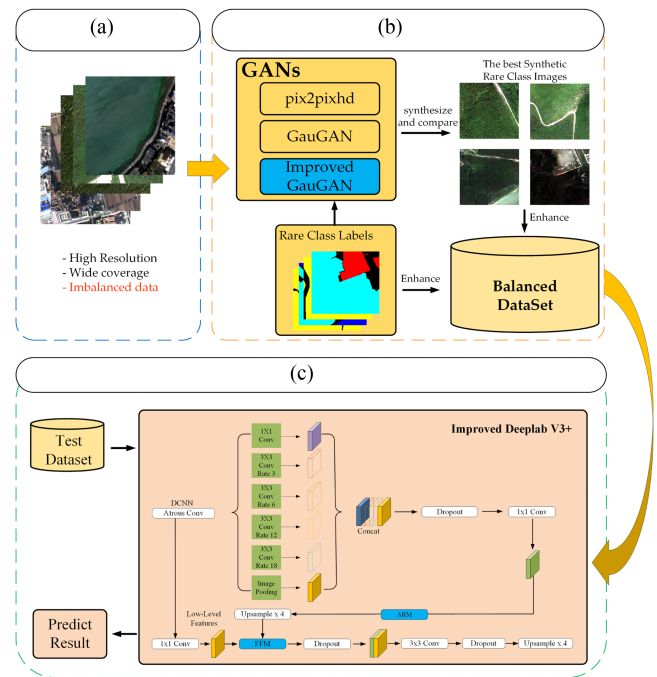 (a)
(b)
GANs
pix2pixhd
GauGAN
Improved
GauGAN
synthesize
and compare
The best Synthetic
Rare Class Images
Enhance
Rare Class Labels
Enhance
Balanced
DataSet
- High Resolution
- Wide coverage
- Imbalanced data
(c)
Test
Dataset
Improved Deeplab V3+
1X1
Conv
3X3
Conv
Rate 3
3X3
Conv
Rate 6
3X3
Conv
Rate 12
3X3
Conv
Rate 18
Image
Pooling
DCNN
Atrous Conv
Concat
Dropout
1x1 Conv
Low-Level
Features
Upsample x 4
ARM
Predict
Result
1x1 Conv
FFM
Dropout
3x3 Conv
Dropout
Upsample x 4